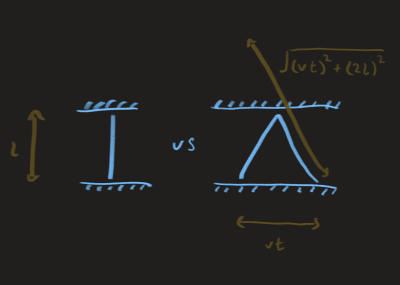 √(vt)² + (2l)²
l
vs
vt